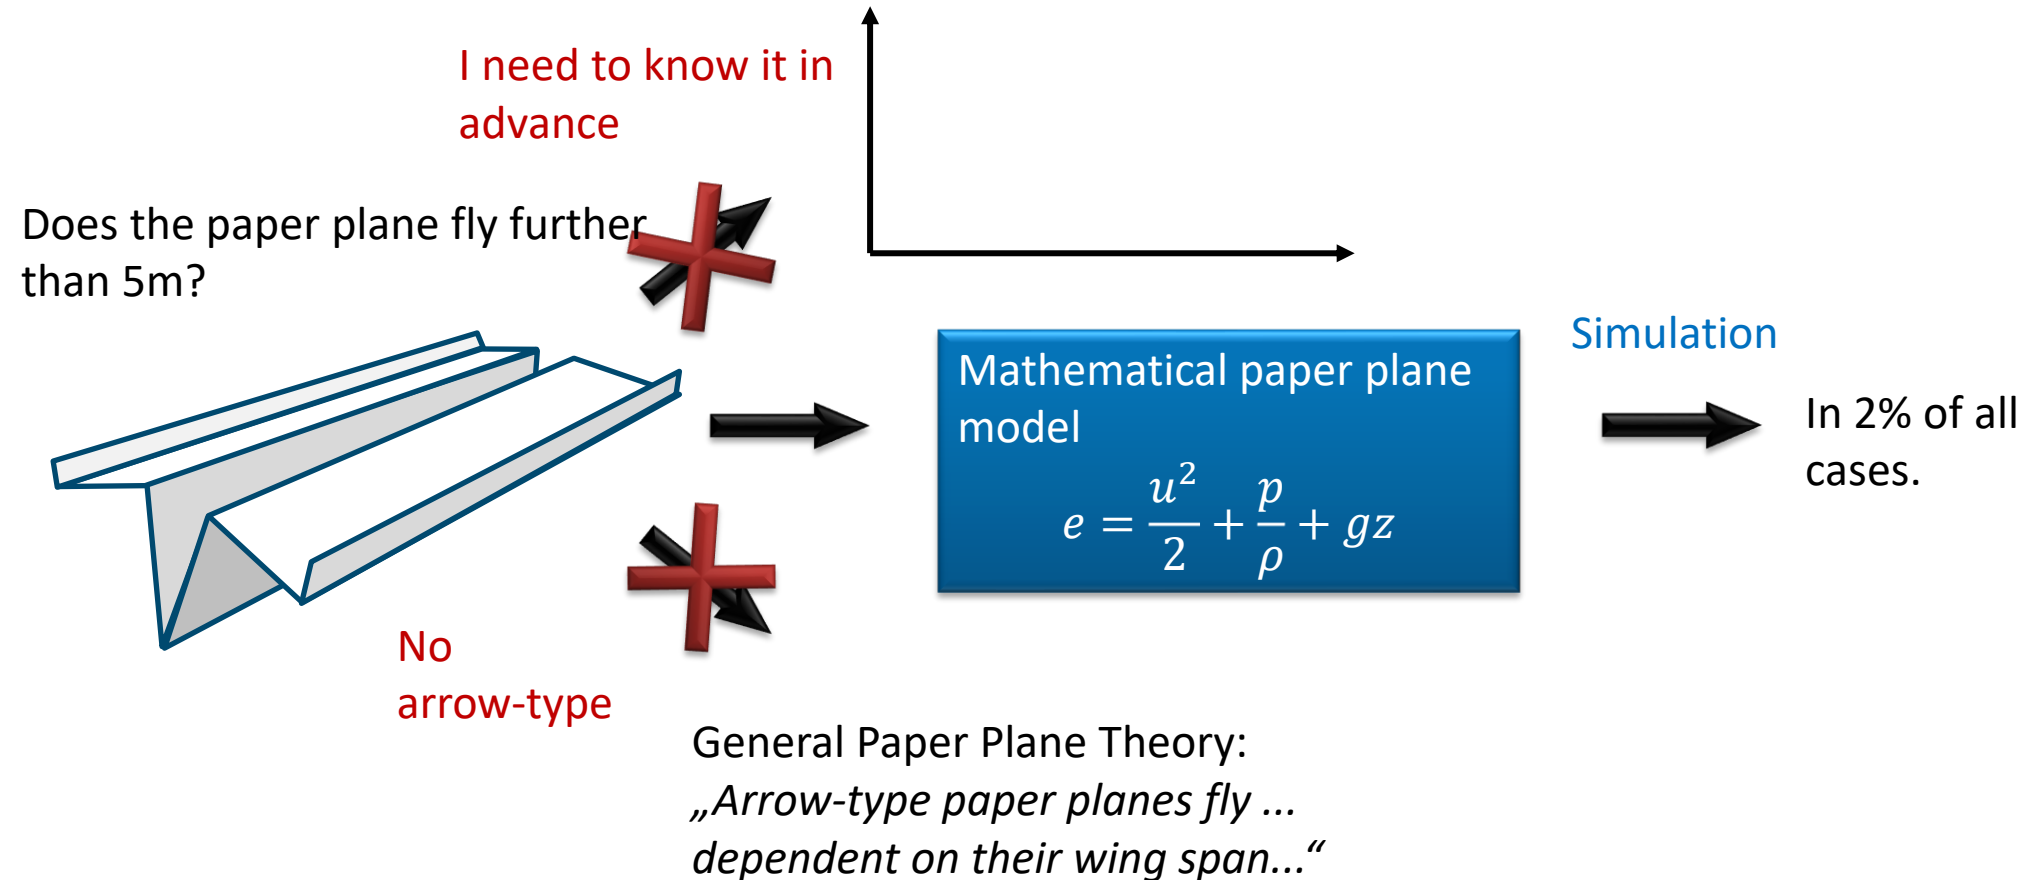 I need to know it in
advance
Does the paper plane fly further
than 5m?
Mathematical paper plane
model
e = u²/2 + p/ρ + gz
Simulation
In 2% of all
cases.
No
arrow-type
General Paper Plane Theory:
„Arrow-type paper planes fly ...
dependent on their wing span...“